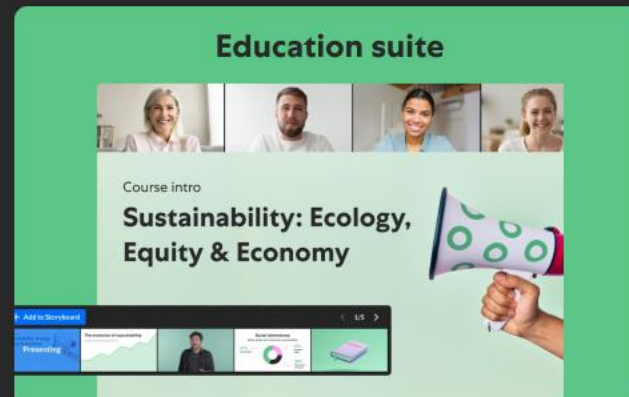 Education suite
Course intro
Sustainability: Ecology,
Equity & Economy
+ Add to Storyboard
1/5
Presenting
The evolution of sustainability
Social dimensions